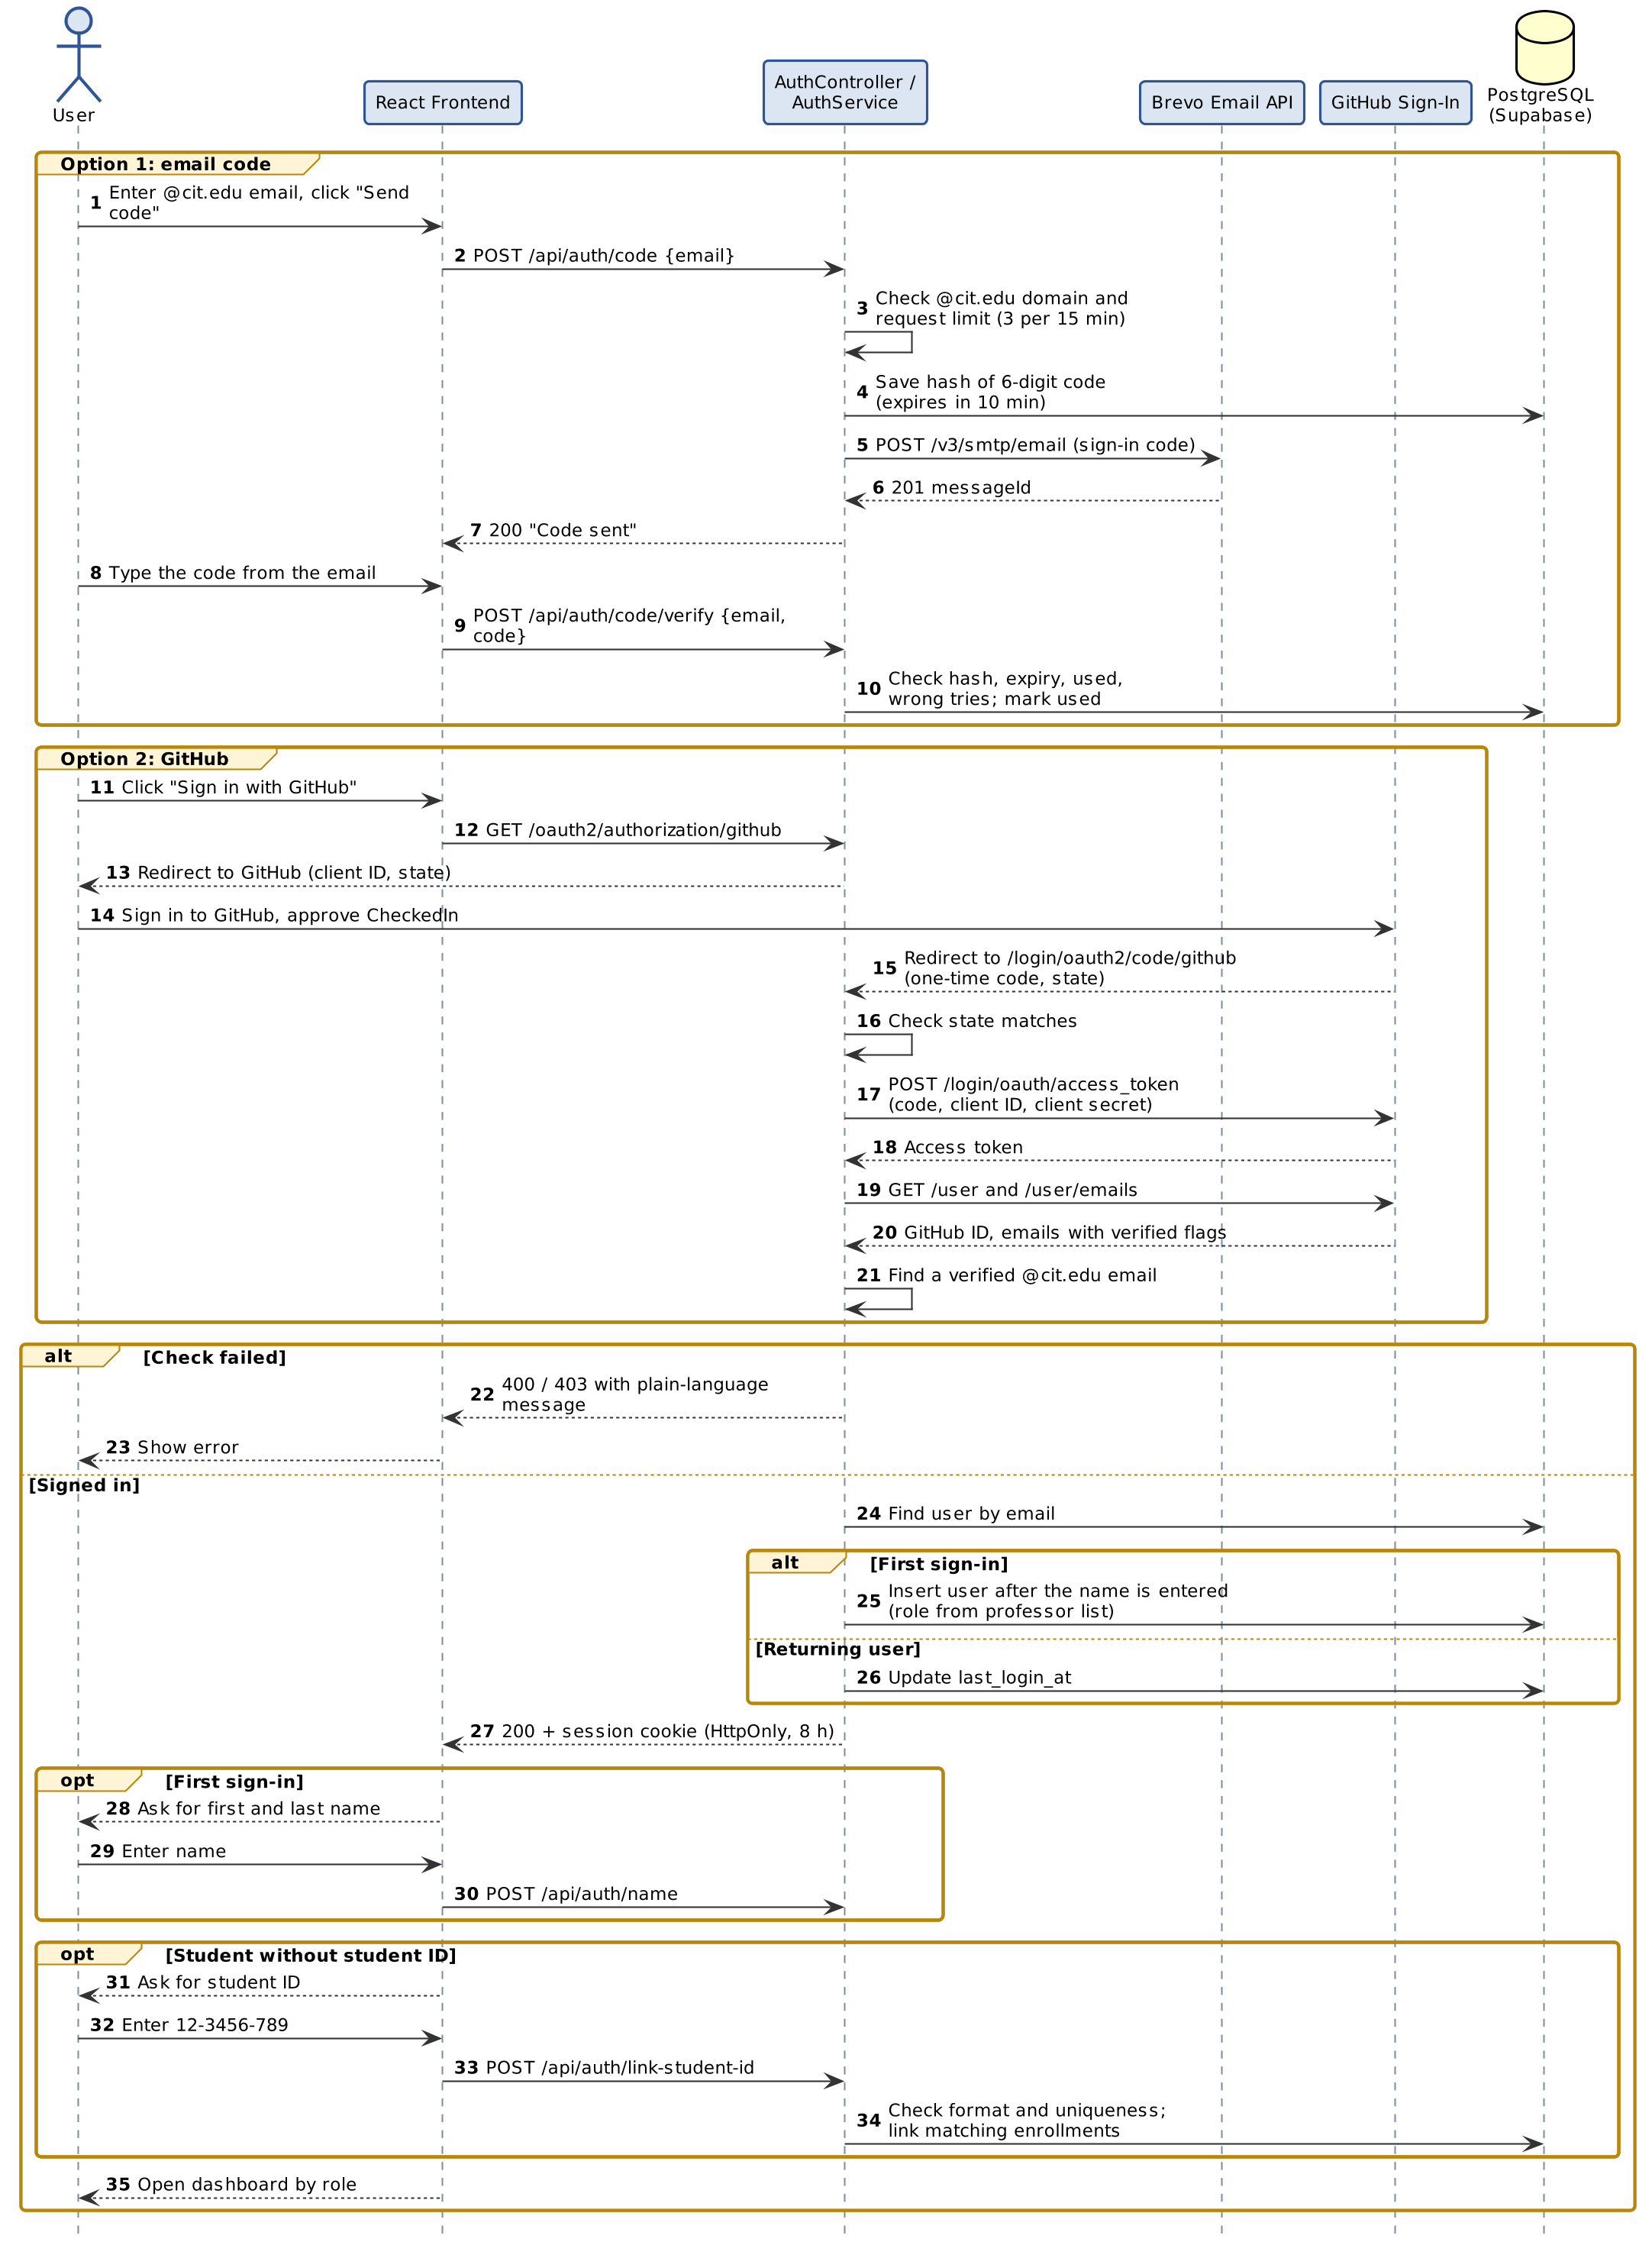 User
React Frontend
AuthController /
AuthService
Brevo Email API
GitHub Sign-In
PostgreSQL
(Supabase)
Option 1: email code
1 Enter @cit.edu email, click "Send
code"
2 POST /api/auth/code {email}
3 Check @cit.edu domain and
request limit (3 per 15 min)
4 Save hash of 6-digit code
(expires in 10 min)
5 POST /v3/smtp/email (sign-in code)
6 201 messageId
7 200 "Code sent"
8 Type the code from the email
9 POST /api/auth/code/verify {email,
code}
10 Check hash, expiry, used,
wrong tries; mark used
Option 2: GitHub
11 Click "Sign in with GitHub"
12 GET /oauth2/authorization/github
13 Redirect to GitHub (client ID, state)
14 Sign in to GitHub, approve CheckedIn
15 Redirect to /login/oauth2/code/github
(one-time code, state)
16 Check state matches
17 POST /login/oauth/access_token
(code, client ID, client secret)
18 Access token
19 GET /user and /user/emails
20 GitHub ID, emails with verified flags
21 Find a verified @cit.edu email
alt [Check failed]
22 400 / 403 with plain-language
message
23 Show error
[Signed in]
24 Find user by email
alt [First sign-in]
25 Insert user after the name is entered
(role from professor list)
[Returning user]
26 Update last_login_at
27 200 + session cookie (HttpOnly, 8 h)
opt [First sign-in]
28 Ask for first and last name
29 Enter name
30 POST /api/auth/name
opt [Student without student ID]
31 Ask for student ID
32 Enter 12-3456-789
33 POST /api/auth/link-student-id
34 Check format and uniqueness;
link matching enrollments
35 Open dashboard by role